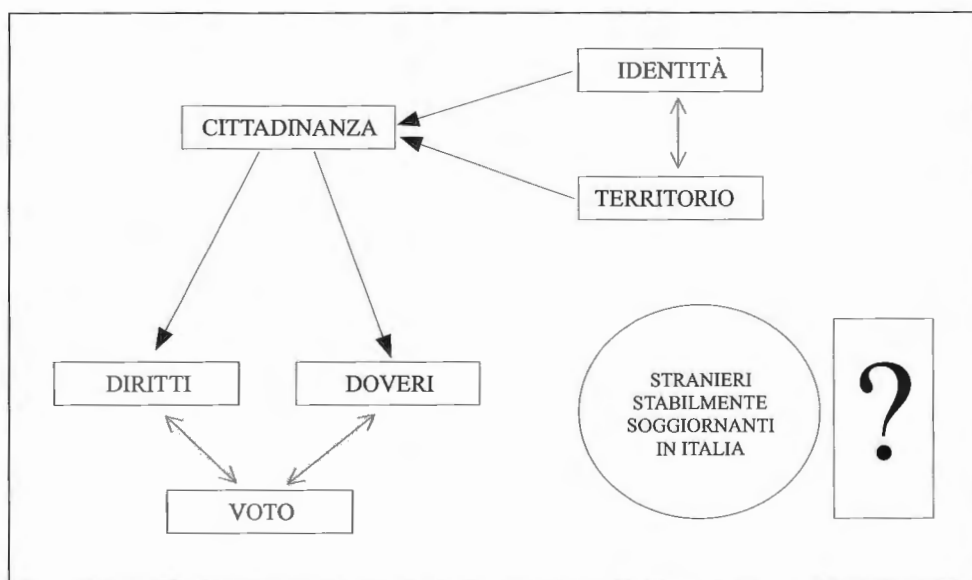 IDENTITÀ
CITTADINANZA
TERRITORIO
DIRITTI
DOVERI
VOTO
STRANIERI
STABILMENTE
SOGGIORNANTI
IN ITALIA
?